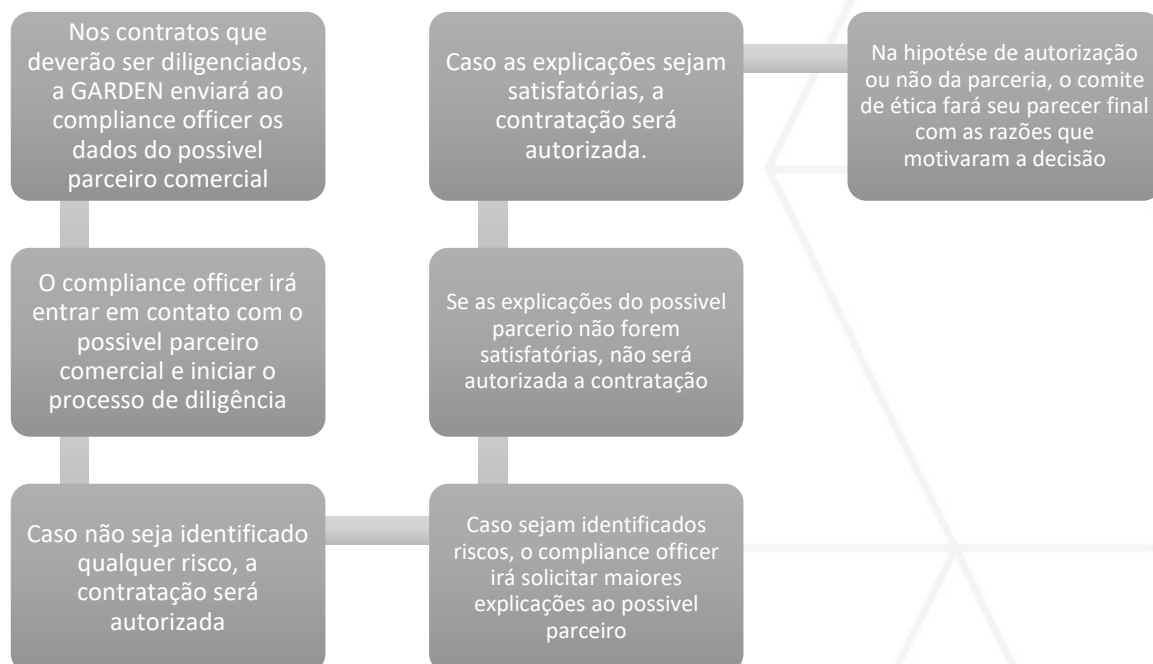 Nos contratos que
deverão ser diligenciados,
a GARDEN enviará ao
compliance officer os
dados do possivel
parceiro comercial
O compliance officer irá
entrar em contato com o
possivel parceiro
comercial e iniciar o
processo de diligência
Caso não seja identificado
qualquer risco, a
contratação será
autorizada
Caso sejam identificados
riscos, o compliance officer
irá solicitar maiores
explicações ao possivel
parceiro
Se as explicações do possivel
parcerio não forem
satisfatórias, não será
autorizada a contratação
Caso as explicações sejam
satisfatórias, a
contratação será
autorizada.
Na hipotése de autorização
ou não da parceria, o comite
de ética fará seu parecer final
com as razões que
motivaram a decisão